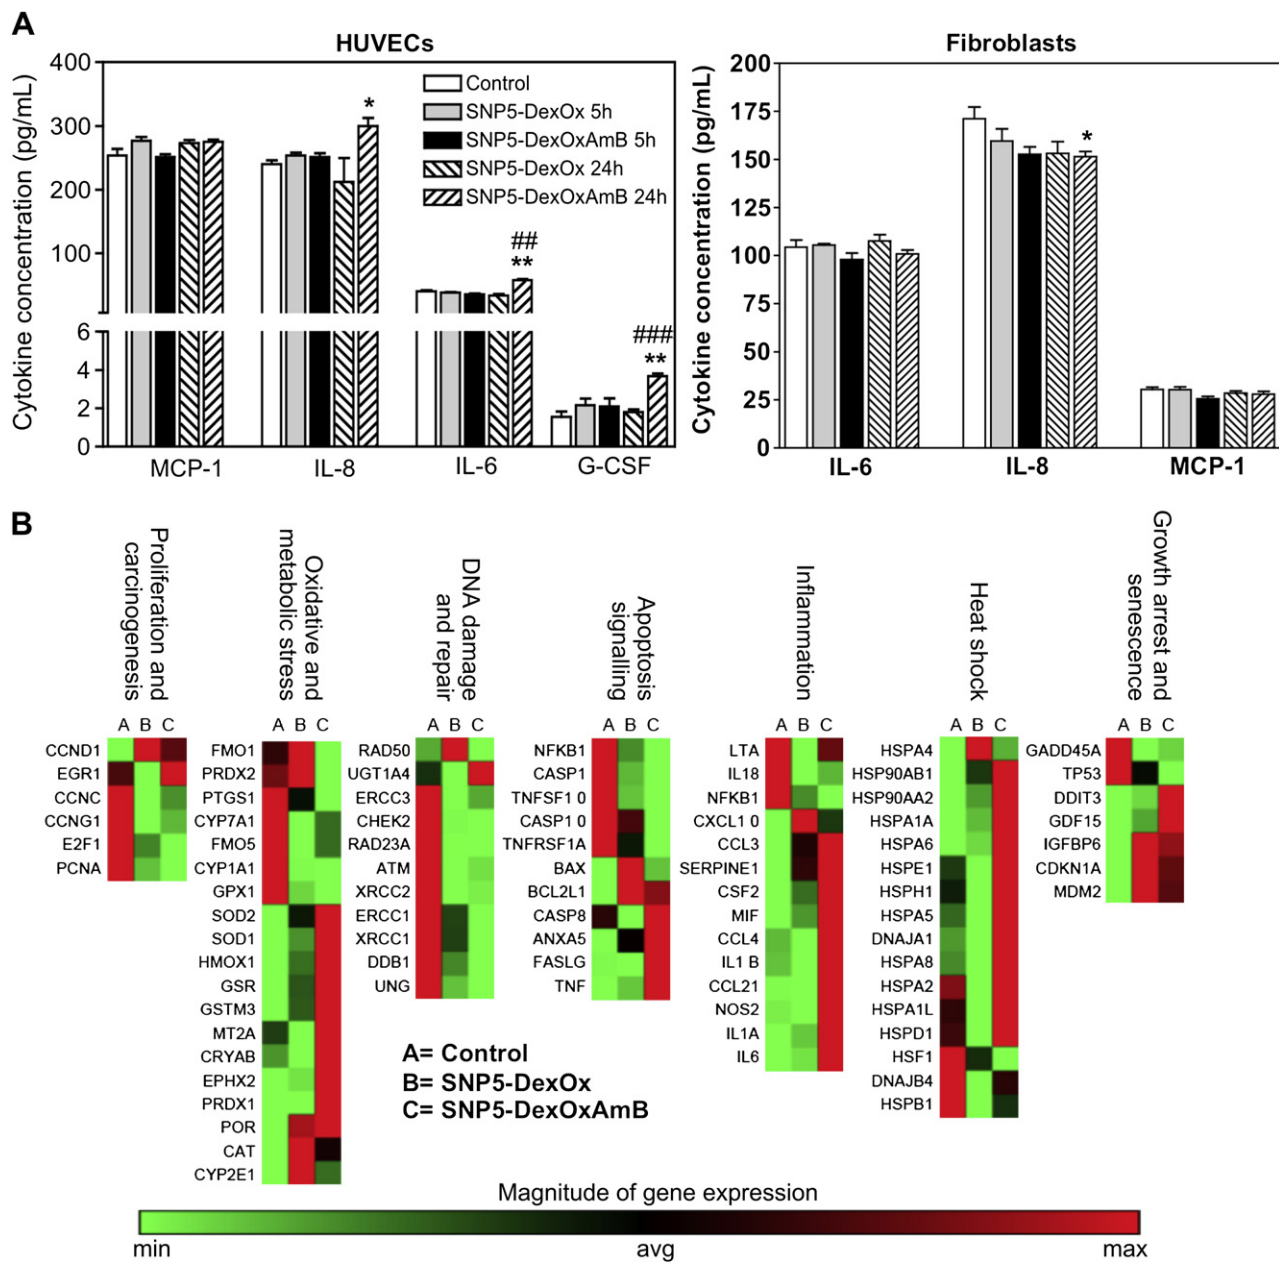 A
HUVECs
Fibroblasts
Cytokine concentration (pg/mL)
400
300
200
100
6
4
2
0
Control
SNP5-DexOx 5h
SNP5-DexOxAmB 5h
SNP5-DexOx 24h
SNP5-DexOxAmB 24h
*
##
**
###
**
MCP-1 IL-8 IL-6 G-CSF
Cytokine concentration (pg/mL)
200
175
150
125
100
75
50
25
0
*
IL-6 IL-8 MCP-1
B
Proliferation and
carcinogenesis
A B C
CCND1
EGR1
CCNC
CCNG1
E2F1
PCNA
Oxidative and
metabolic stress
A B C
FMO1
PRDX2
PTGS1
CYP7A1
FMO5
CYP1A1
GPX1
SOD2
SOD1
HMOX1
GSR
GSTM3
MT2A
CRYAB
EPHX2
PRDX1
POR
CAT
CYP2E1
DNA damage
and repair
A B C
RAD50
UGT1A4
ERCC3
CHEK2
RAD23A
ATM
XRCC2
ERCC1
XRCC1
DDB1
UNG
Apoptosis
signalling
A B C
NFKB1
CASP1
TNFSF1 0
CASP1 0
TNFRSF1A
BAX
BCL2L1
CASP8
ANXA5
FASLG
TNF
Inflammation
A B C
LTA
IL18
NFKB1
CXCL1 0
CCL3
SERPINE1
CSF2
MIF
CCL4
IL1 B
CCL21
NOS2
IL1A
IL6
Heat shock
A B C
HSPA4
HSP90AB1
HSP90AA2
HSPA1A
HSPA6
HSPE1
HSPH1
HSPA5
DNAJA1
HSPA8
HSPA2
HSPA1L
HSPD1
HSF1
DNAJB4
HSPB1
Growth arrest and
senescence
A B C
GADD45A
TP53
DDIT3
GDF15
IGFBP6
CDKN1A
MDM2
A= Control
B= SNP5-DexOx
C= SNP5-DexOxAmB
Magnitude of gene expression
min avg max